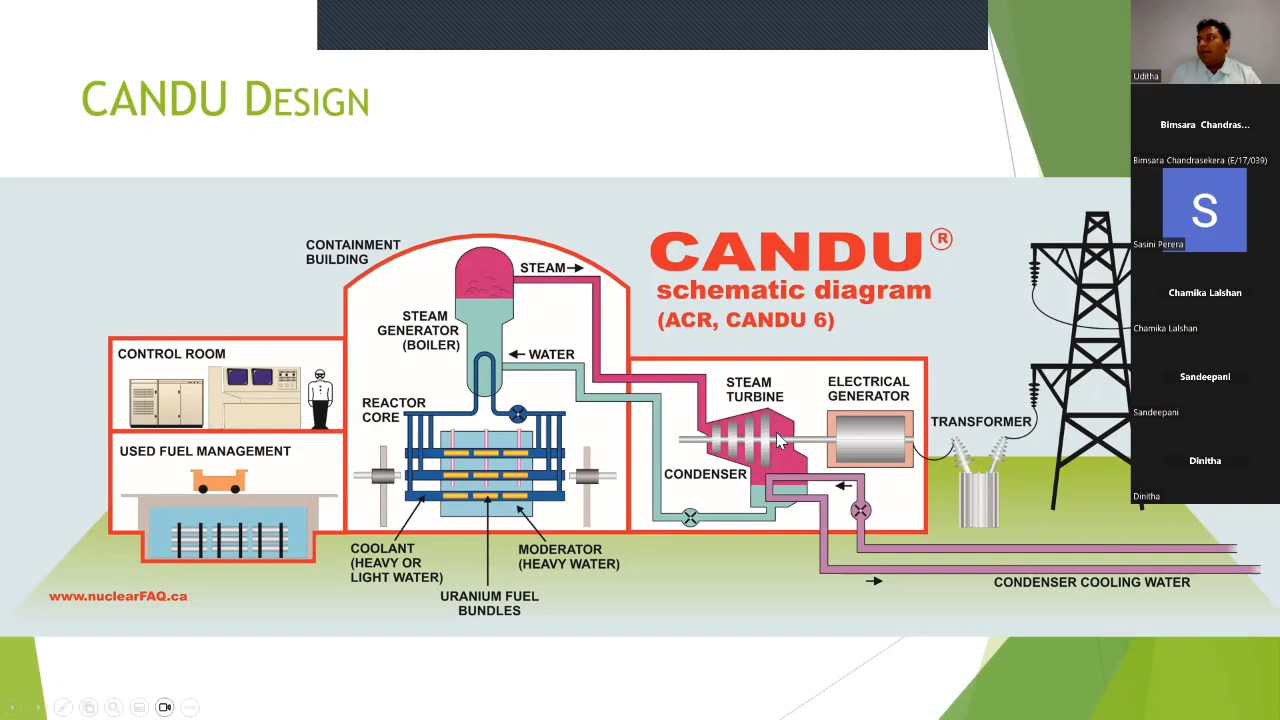 CANDU DESIGN
CONTAINMENT
BUILDING
STEAM
CANDU®
schematic diagram
(ACR, CANDU 6)
STEAM
GENERATOR
(BOILER)
WATER
CONTROL ROOM
REACTOR
CORE
STEAM
TURBINE
ELECTRICAL
GENERATOR
TRANSFORMER
USED FUEL MANAGEMENT
CONDENSER
COOLANT
(HEAVY OR
LIGHT WATER)
MODERATOR
(HEAVY WATER)
URANIUM FUEL
BUNDLES
CONDENSER COOLING WATER
www.nuclearFAQ.ca
Uditha
Bimsara Chandras...
Bimsara Chandrasekera (E/17/039)
S
Sasini Perera
Chamika Lalshan
Chamika Lalshan
Sandeepani
Sandeepani
Dinitha
Dinitha